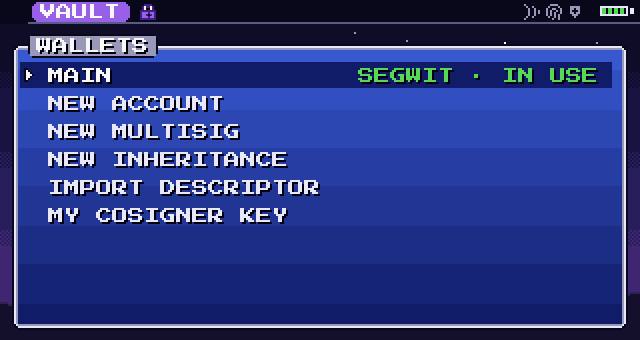 VAULT
WALLETS
MAIN SEGWIT · IN USE
NEW ACCOUNT
NEW MULTISIG
NEW INHERITANCE
IMPORT DESCRIPTOR
MY COSIGNER KEY